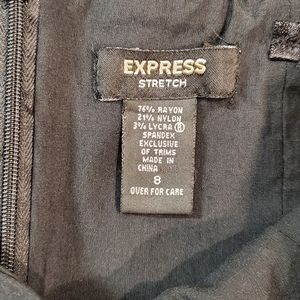 EXPRESS
STRETCH
76% RAYON
21% NYLON
3% LYCRA ®
SPANDEX
EXCLUSIVE
OF TRIMS
MADE IN
CHINA
8
OVER FOR CARE